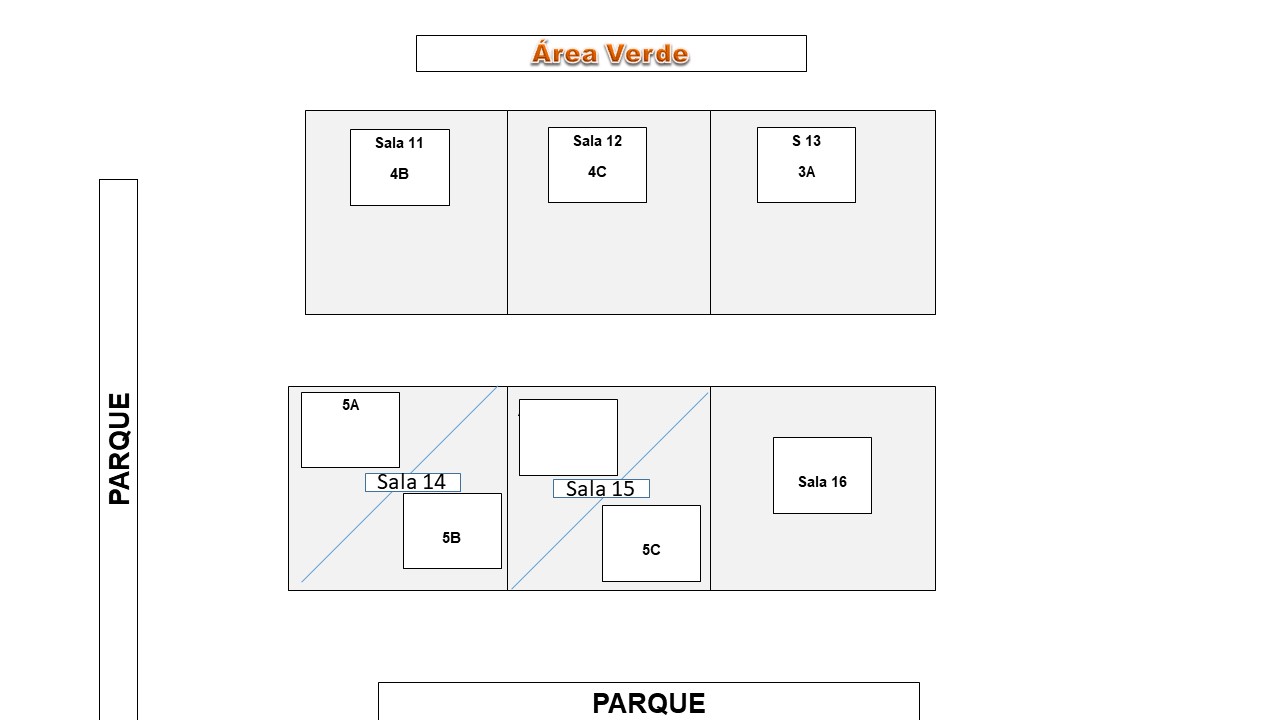 Área Verde
Sala 11
4B
Sala 12
4C
S 13
3A
PARQUE
5A
Sala 14
5B
Sala 15
5C
Sala 16
PARQUE